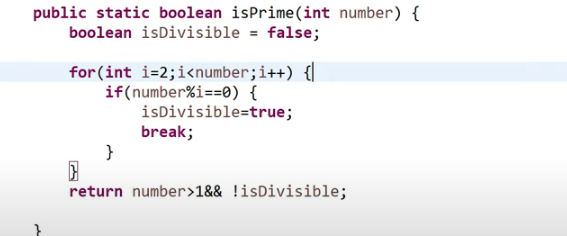 public static boolean isPrime(int number) {
    boolean isDivisible = false;

    for(int i=2;i<number;i++) {
        if(number%i==0) {
            isDivisible=true;
            break;
        }
    }
    return number>1&& !isDivisible;

}